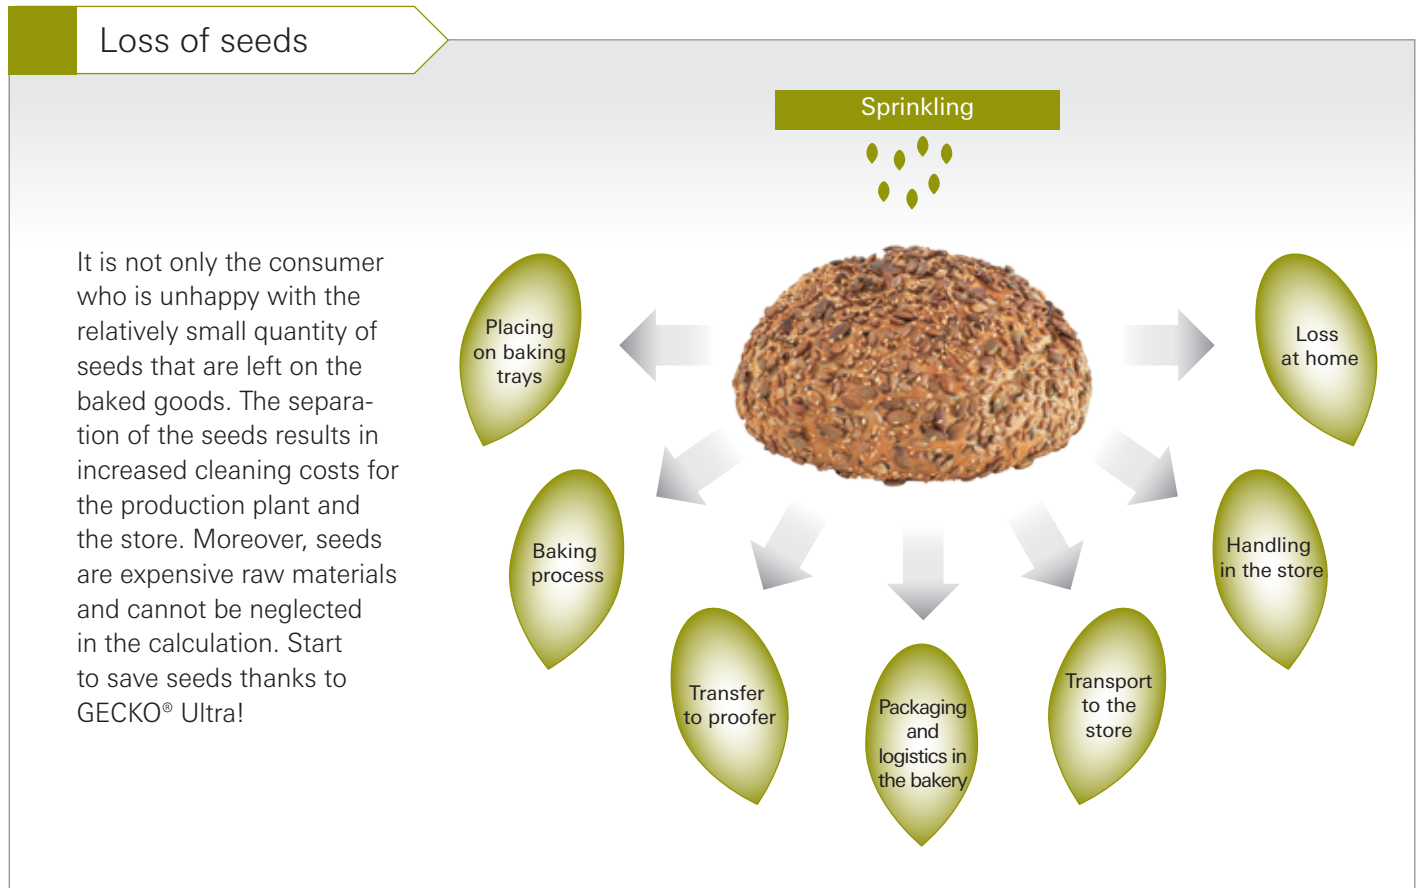 Loss of seeds
Sprinkling
It is not only the consumer
who is unhappy with the
relatively small quantity of
seeds that are left on the
baked goods. The separa-
tion of the seeds results in
increased cleaning costs for
the production plant and
the store. Moreover, seeds
are expensive raw materials
and cannot be neglected
in the calculation. Start
to save seeds thanks to
GECKO® Ultra!
Placing
on baking
trays
Baking
process
Transfer
to proofer
Packaging
and
logistics in
the bakery
Transport
to the
store
Handling
in the store
Loss
at home